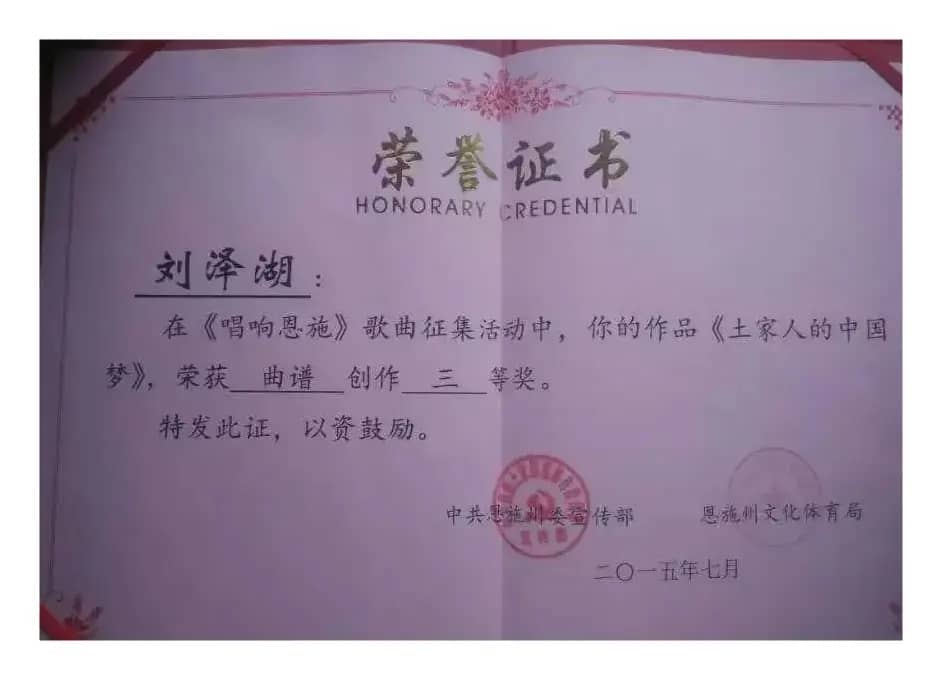 荣誉证书
HONORARY CREDENTIAL
刘泽湖：
在《唱响恩施》歌曲征集活动中，你的作品《土家人的中国
梦》，荣获 曲谱 创作 三 等奖。
特发此证，以资鼓励。
中共恩施州委宣传部 恩施州文化体育局
二〇一五年七月